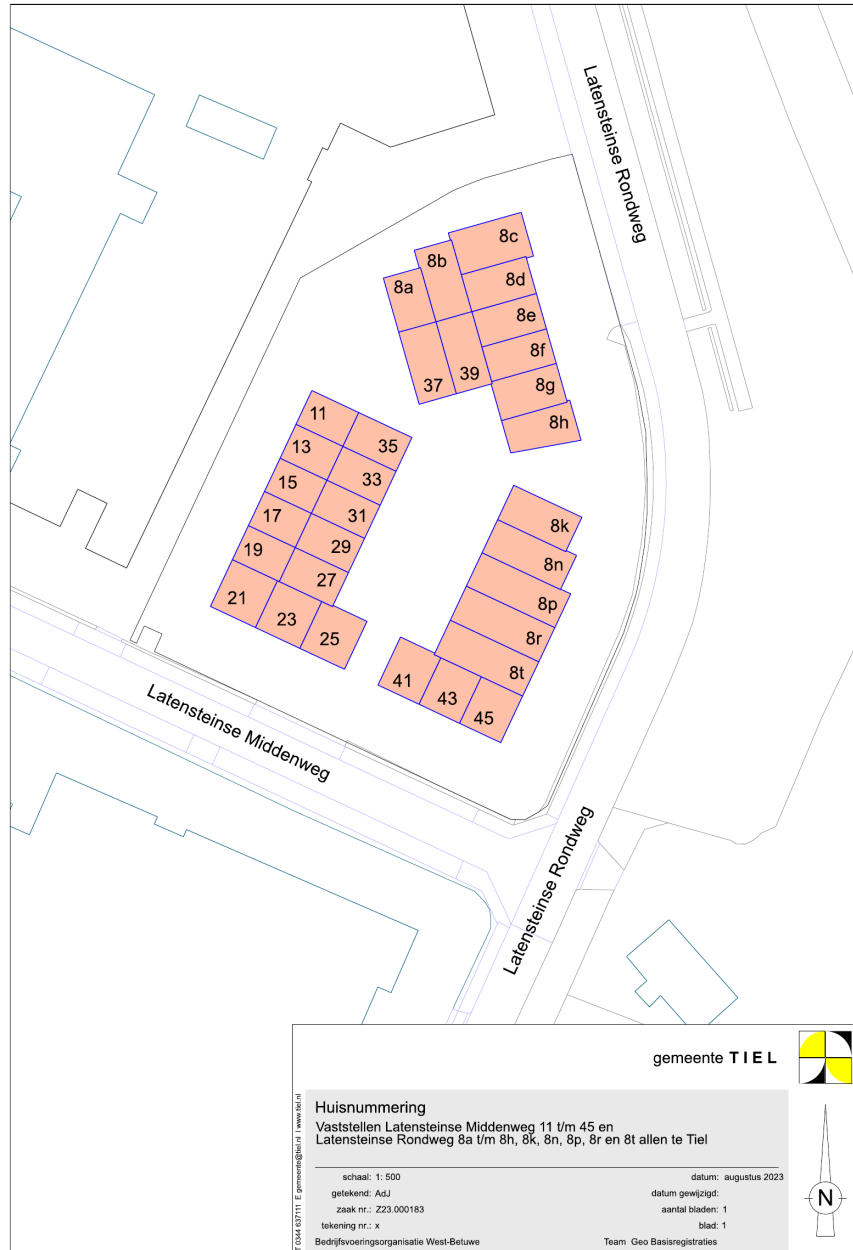 Latensteinse Rondweg
8c
8b
8d
8a
8e
8f
39
37
8g
8h
11
35
13
33
15
31
17
29
19
27
21
23
25
8k
8n
8p
8r
8t
41
43
45
Latensteinse Middenweg
Latensteinse Rondweg
gemeente TIEL
T 0344 637111 E gemeente@tiel.nl I www.tiel.nl
Huisnummering
Vaststellen Latensteinse Middenweg 11 t/m 45 en
Latensteinse Rondweg 8a t/m 8h, 8k, 8n, 8p, 8r en 8t allen te Tiel
schaal: 1: 500
datum: augustus 2023
getekend: AdJ
datum gewijzigd:
zaak nr.: Z23.000183
aantal bladen: 1
tekening nr.: x
blad: 1
Bedrijfsvoeringsorganisatie West-Betuwe
Team Geo Basisregistraties
N